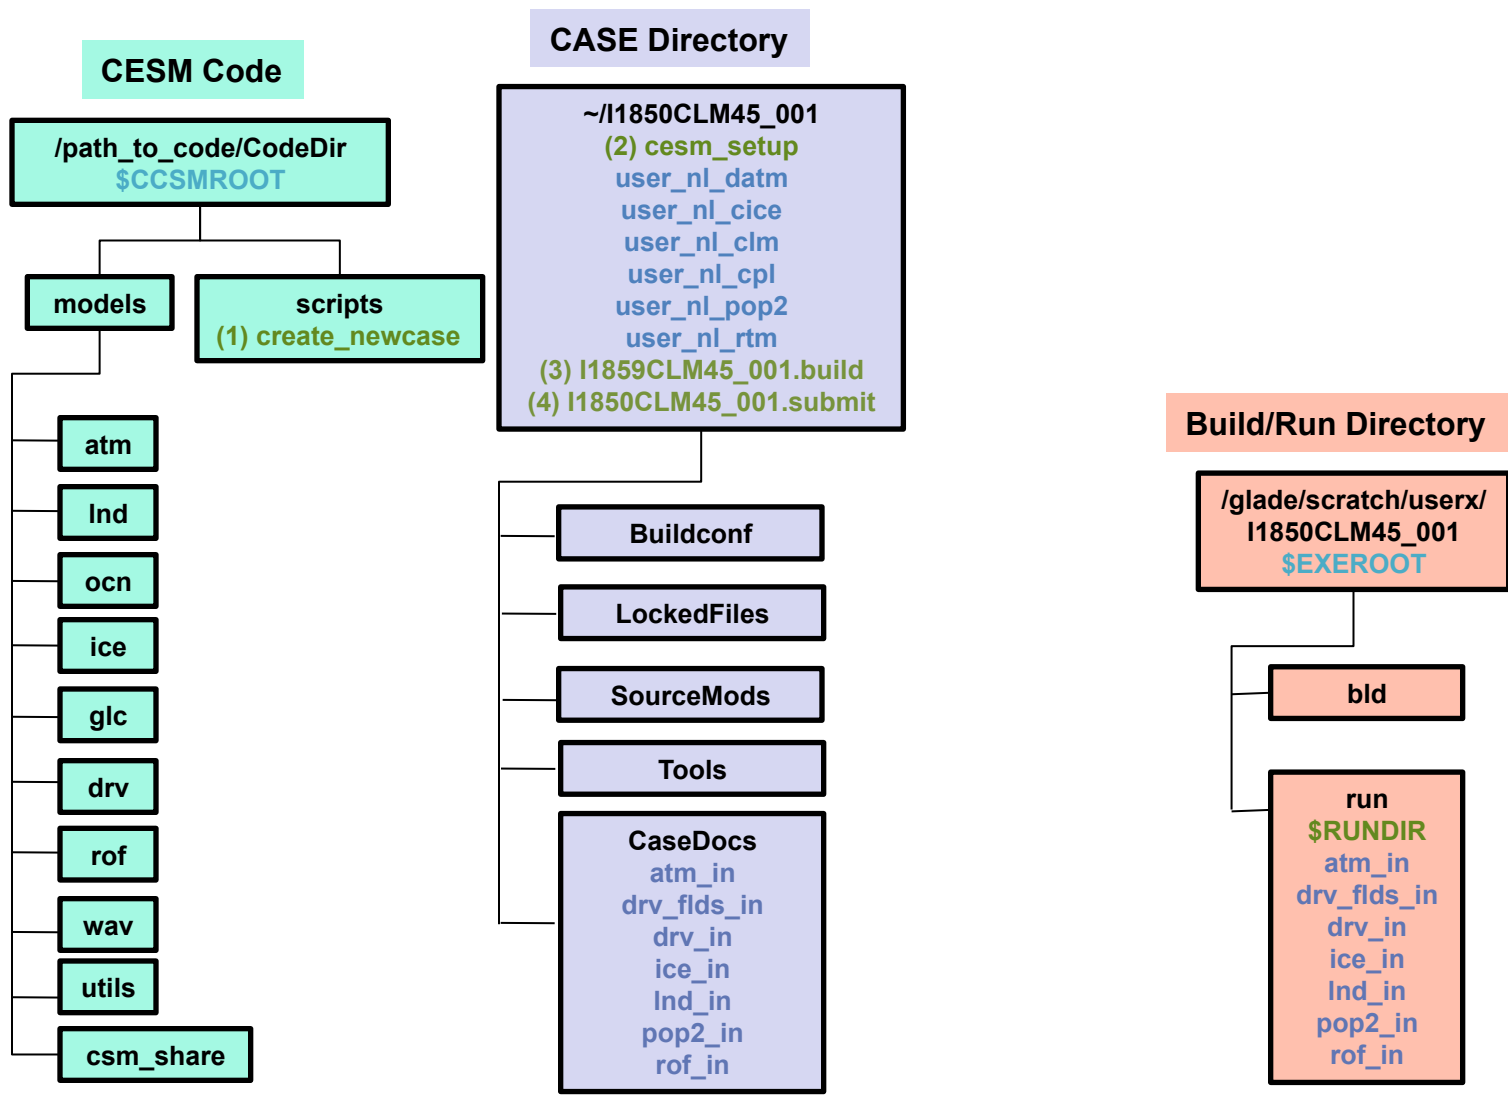 CESM Code
/path_to_code/CodeDir
$CCSMROOT
models
scripts
(1) create_newcase
atm
lnd
ocn
ice
glc
drv
rof
wav
utils
csm_share
CASE Directory
~/I1850CLM45_001
(2) cesm_setup
user_nl_datm
user_nl_cice
user_nl_clm
user_nl_cpl
user_nl_pop2
user_nl_rtm
(3) I1859CLM45_001.build
(4) I1850CLM45_001.submit
Buildconf
LockedFiles
SourceMods
Tools
CaseDocs
atm_in
drv_flds_in
drv_in
ice_in
lnd_in
pop2_in
rof_in
Build/Run Directory
/glade/scratch/userx/
I1850CLM45_001
$EXEROOT
bld
run
$RUNDIR
atm_in
drv_flds_in
drv_in
ice_in
lnd_in
pop2_in
rof_in